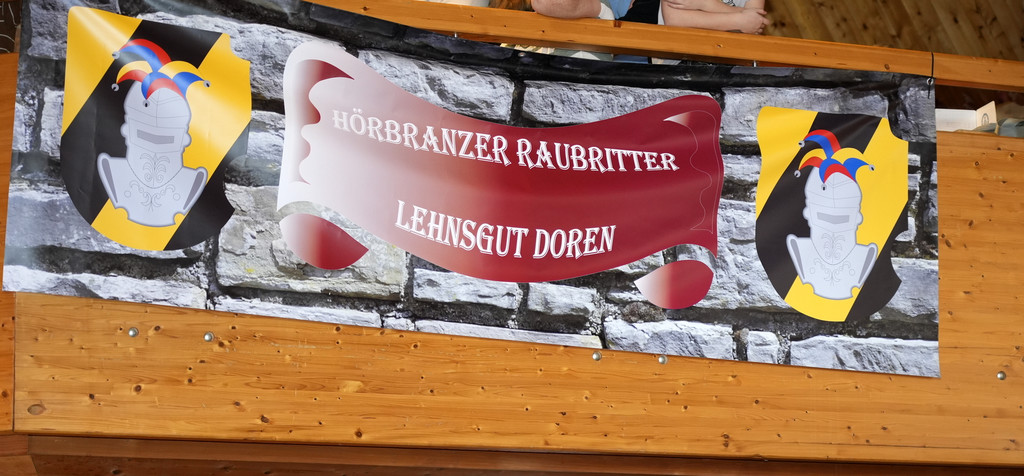 HÖRBRANZER RAUBRITTER
LEHNSGUT DOREN